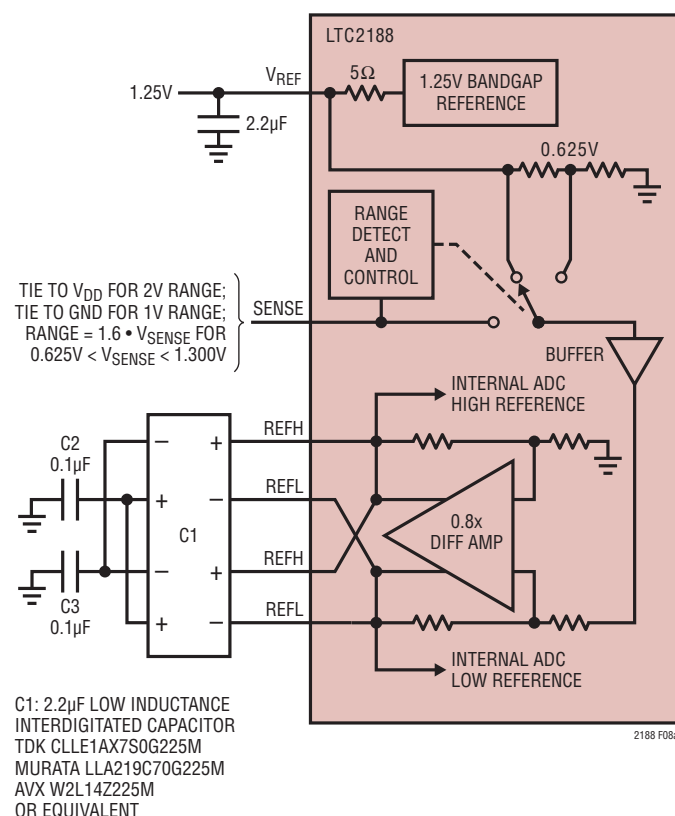 LTC2188
1.25V
VREF
5Ω
1.25V BANDGAP
REFERENCE
2.2µF
0.625V
RANGE
DETECT
AND
CONTROL
TIE TO VDD FOR 2V RANGE;
TIE TO GND FOR 1V RANGE;
RANGE = 1.6 • VSENSE FOR
0.625V < VSENSE < 1.300V
SENSE
BUFFER
INTERNAL ADC
HIGH REFERENCE
C2
0.1µF
– +
REFH
+ –
REFL
C1
0.8x
DIFF AMP
– +
REFH
C3
0.1µF
+ –
REFL
INTERNAL ADC
LOW REFERENCE
C1: 2.2µF LOW INDUCTANCE
INTERDIGITATED CAPACITOR
TDK CLLE1AX7S0G225M
MURATA LLA219C70G225M
AVX W2L14Z225M
OR EQUIVALENT